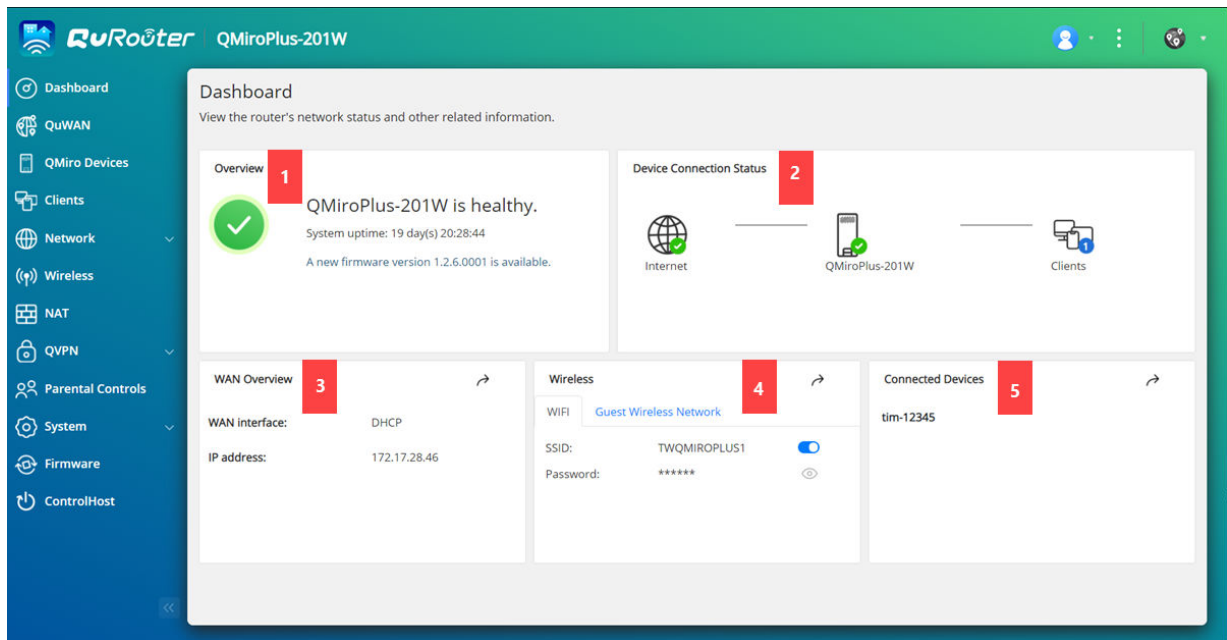 QuRouter QMiroPlus-201W
Dashboard
QuWAN
QMiro Devices
Clients
Network
Wireless
NAT
QVPN
Parental Controls
System
Firmware
ControlHost
Dashboard
View the router's network status and other related information.
Overview 1
QMiroPlus-201W is healthy.
System uptime: 19 day(s) 20:28:44
A new firmware version 1.2.6.0001 is available.
Device Connection Status 2
Internet QMiroPlus-201W Clients 1
WAN Overview 3
WAN interface: DHCP
IP address: 172.17.28.46
Wireless 4
WIFI Guest Wireless Network
SSID: TWQMIROPLUS1
Password: ******
Connected Devices 5
tim-12345